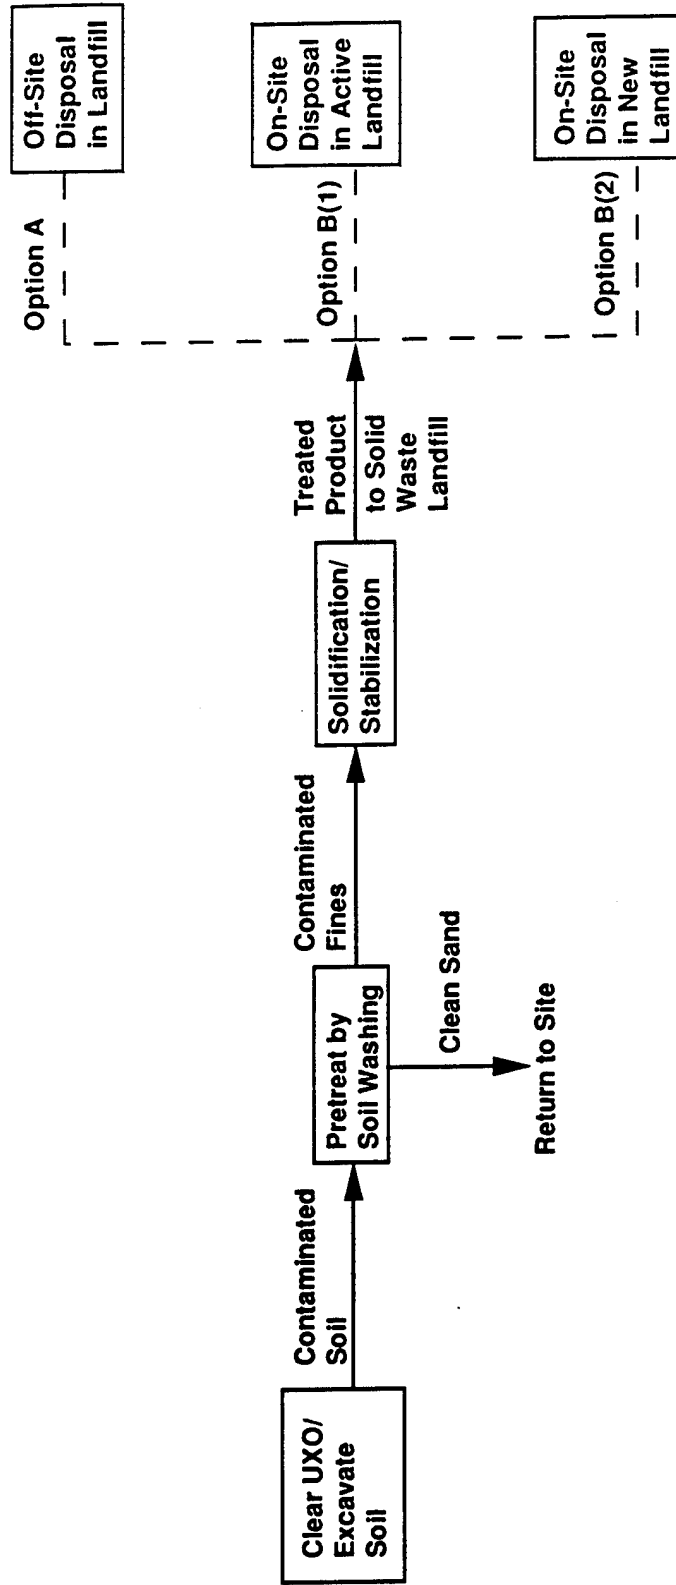 Clear UXO/
Excavate
Soil
Contaminated
Soil
Pretreat by
Soil Washing
Clean Sand
Return to Site
Contaminated
Fines
Solidification/
Stabilization
Treated
Product
to Solid
Waste
Landfill
Option A
Off-Site
Disposal
in Landfill
Option B(1)
On-Site
Disposal
in Active
Landfill
Option B(2)
On-Site
Disposal
in New
Landfill